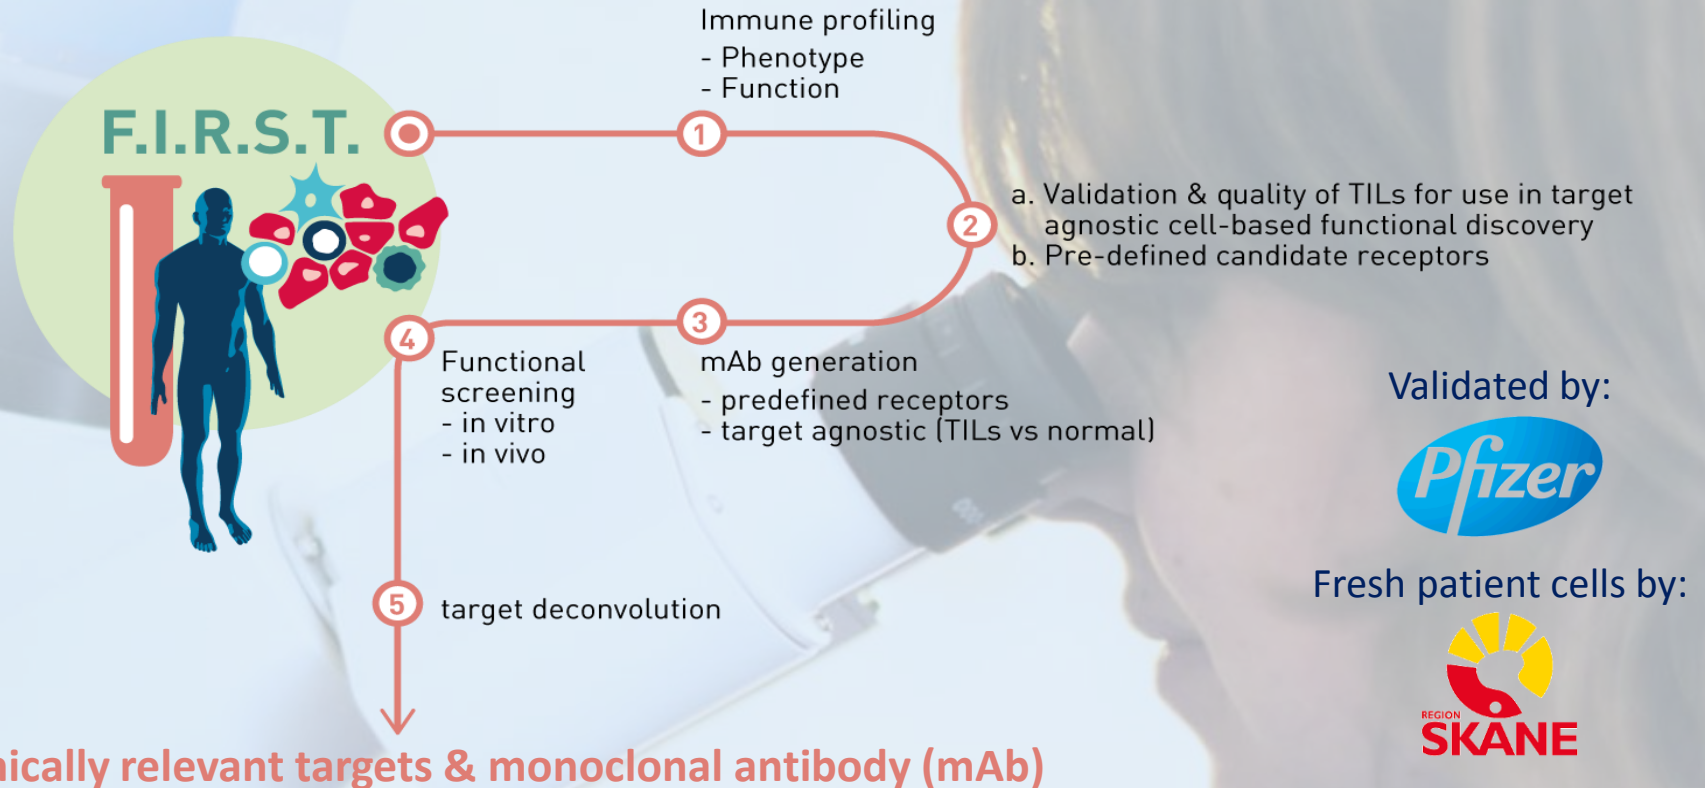 Immune profiling
- Phenotype
- Function
F.I.R.S.T.
1
2
a. Validation & quality of TILs for use in target
agnostic cell-based functional discovery
b. Pre-defined candidate receptors
3
mAb generation
- predefined receptors
- target agnostic (TILs vs normal)
4
Functional
screening
- in vitro
- in vivo
5
target deconvolution
relevant targets & monoclonal antibody (mAb)
Validated by:
Pfizer
Fresh patient cells by:
REGION
SKÅNE